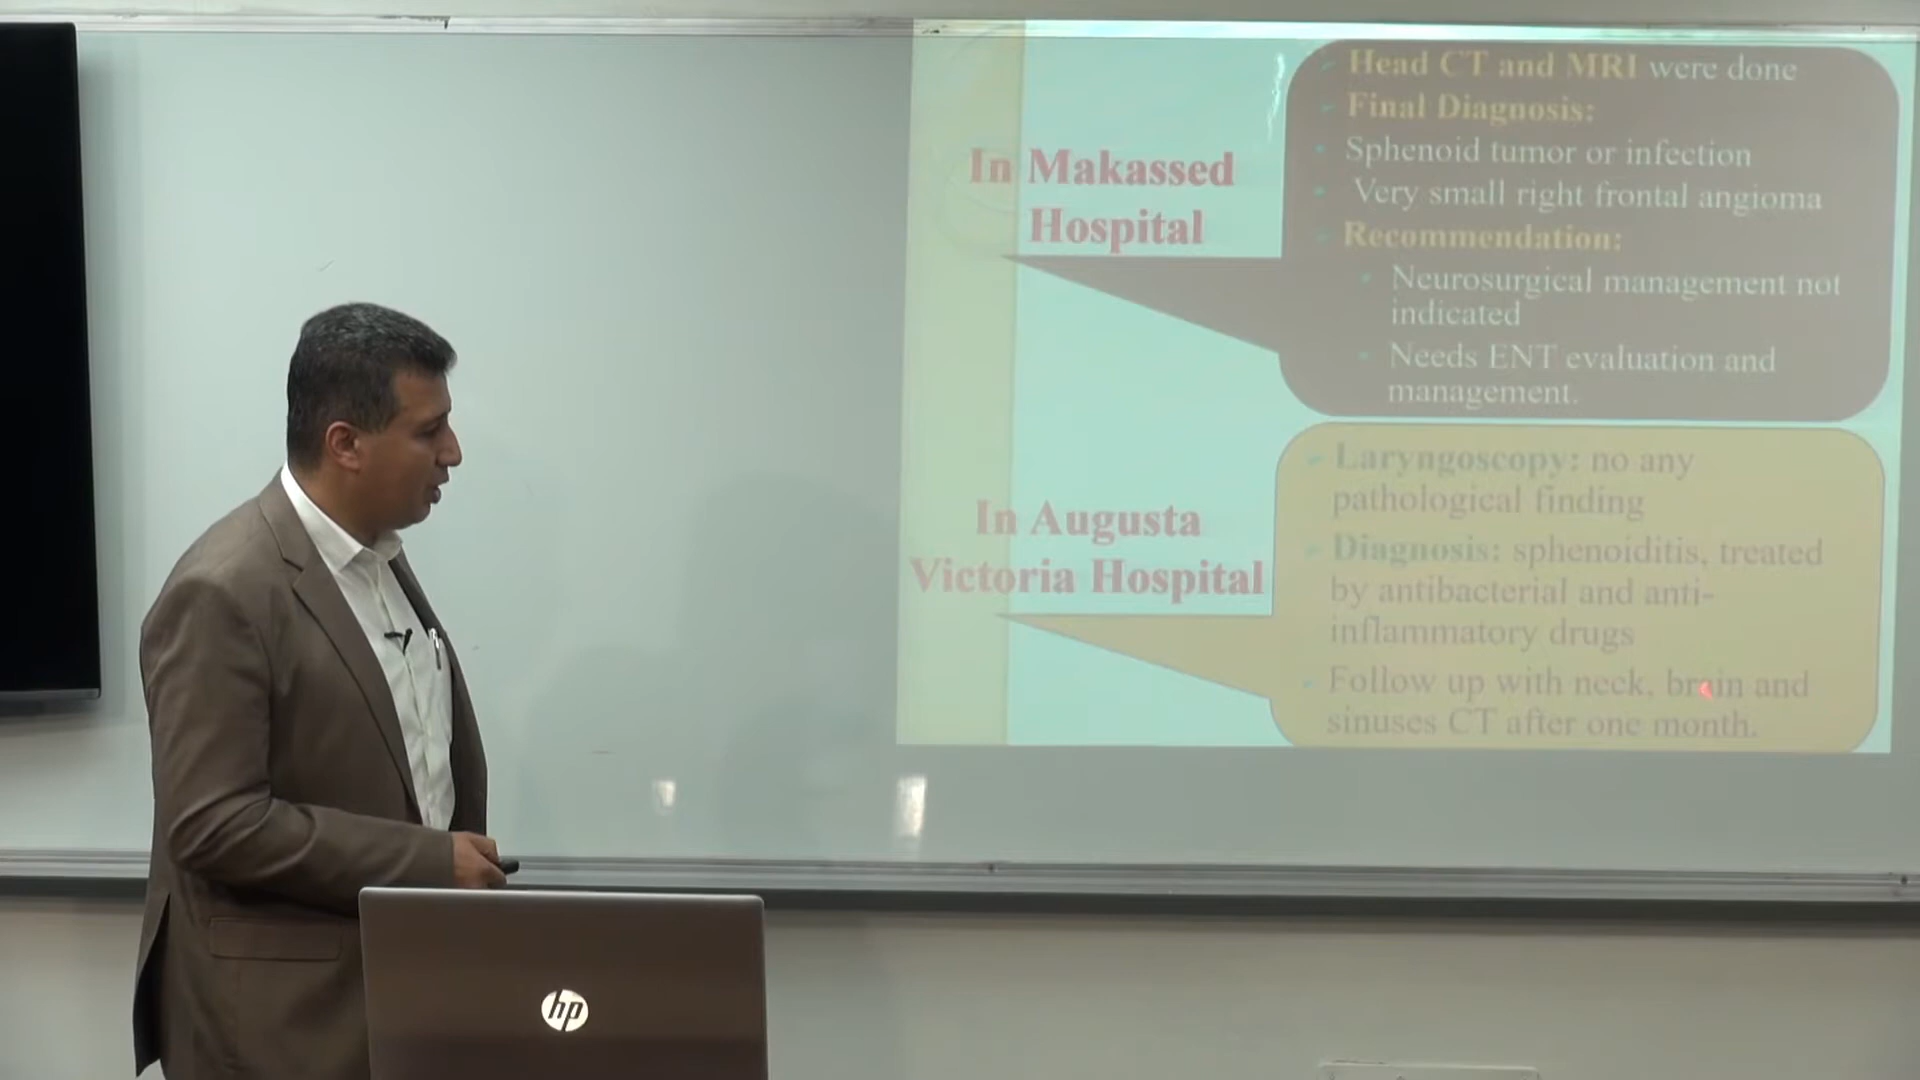 In Makassed
Hospital
Head CT and MRI were done
Final Diagnosis:
Sphenoid tumor or infection
Very small right frontal angioma
Recommendation:
Neurosurgical management not
indicated
Needs ENT evaluation and
management.
In Augusta
Victoria Hospital
Laryngoscopy: no any
pathological finding
Diagnosis: sphenoiditis, treated
by antibacterial and anti-
inflammatory drugs
Follow up with neck, brain and
sinuses CT after one month.
hp